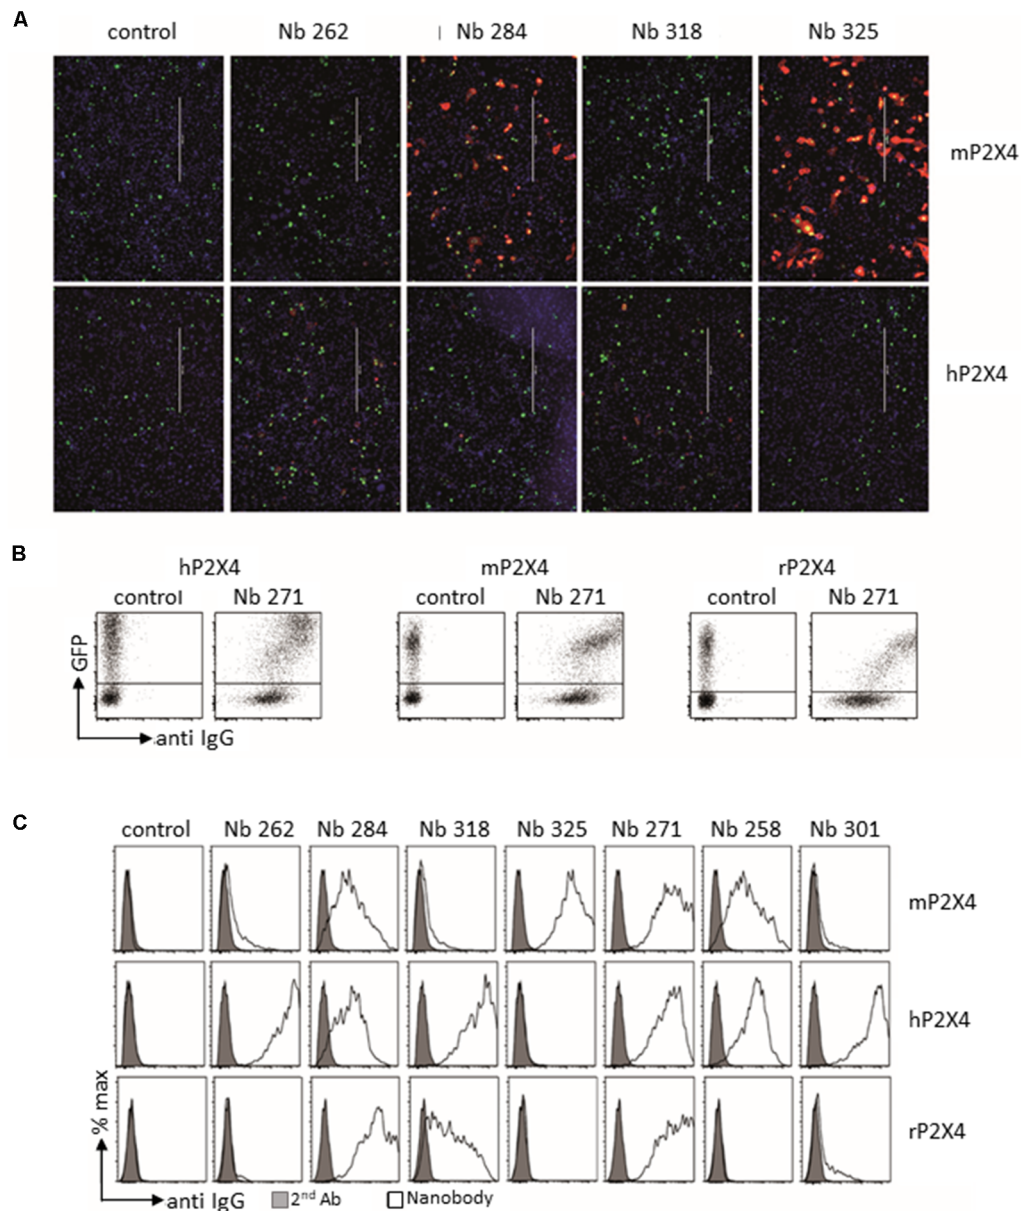 A
control Nb 262 Nb 284 Nb 318 Nb 325
mP2X4
hP2X4
B
hP2X4 mP2X4 rP2X4
control Nb 271 control Nb 271 control Nb 271
GFP
anti IgG
C
control Nb 262 Nb 284 Nb 318 Nb 325 Nb 271 Nb 258 Nb 301
mP2X4
hP2X4
rP2X4
% max
anti IgG 2nd Ab Nanobody